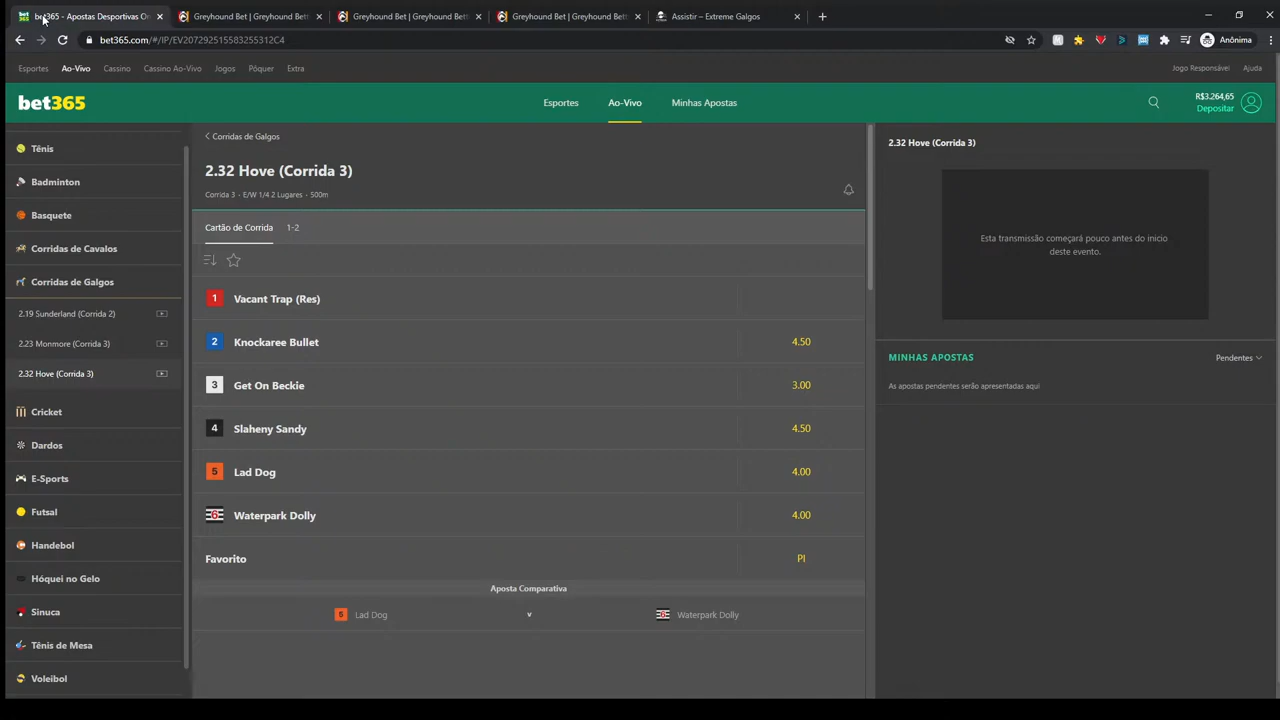 bet365 - Apostas Desportivas On
Greyhound Bet | Greyhound Bett
Greyhound Bet | Greyhound Bett
Greyhound Bet | Greyhound Bett
Assistir – Extreme Galgos
bet365.com/#/IP/EV207292515583255312C4
Anônima
Esportes
Ao-Vivo
Cassino
Cassino Ao-Vivo
Jogos
Pôquer
Extra
Jogo Responsável
Ajuda
bet365
Esportes
Ao-Vivo
Minhas Apostas
R$3.264,65
Depositar
Tênis
Badminton
Basquete
Corridas de Cavalos
Corridas de Galgos
2.19 Sunderland (Corrida 2)
2.23 Monmore (Corrida 3)
2.32 Hove (Corrida 3)
Cricket
Dardos
E-Sports
Futsal
Handebol
Hóquei no Gelo
Sinuca
Tênis de Mesa
Voleibol
Corridas de Galgos
2.32 Hove (Corrida 3)
Corrida 3 - E/W 1/4 2 Lugares - 500m
Cartão de Corrida
1-2
1 Vacant Trap (Res)
2 Knockaree Bullet 4.50
3 Get On Beckie 3.00
4 Slaheny Sandy 4.50
5 Lad Dog 4.00
6 Waterpark Dolly 4.00
Favorito PI
Aposta Comparativa
5 Lad Dog v 6 Waterpark Dolly
2.32 Hove (Corrida 3)
Esta transmissão começará pouco antes do inicio
deste evento.
MINHAS APOSTAS
Pendentes
As apostas pendentes serão apresentadas aqui